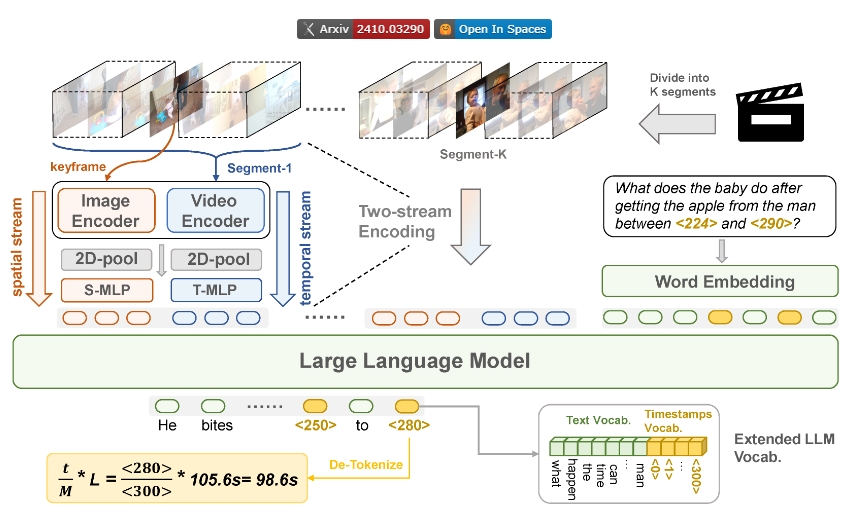 Arxiv 2410.03290 Open In Spaces
Divide into
K segments
......
Segment-K
keyframe
Segment-1
Image
Encoder
Video
Encoder
2D-pool
2D-pool
S-MLP
T-MLP
spatial stream
temporal stream
Two-stream
Encoding
What does the baby do after
getting the apple from the man
between <224> and <290>?
Word Embedding
......
Large Language Model
He bites ...... <250> to <280>
De-Tokenize
t/M * L = <280>/<300> * 105.6s= 98.6s
Text Vocab.
Timestamps
Vocab.
what
happen
the
time
can
...
man
<0>
<1>
...
<300>
Extended LLM
Vocab.